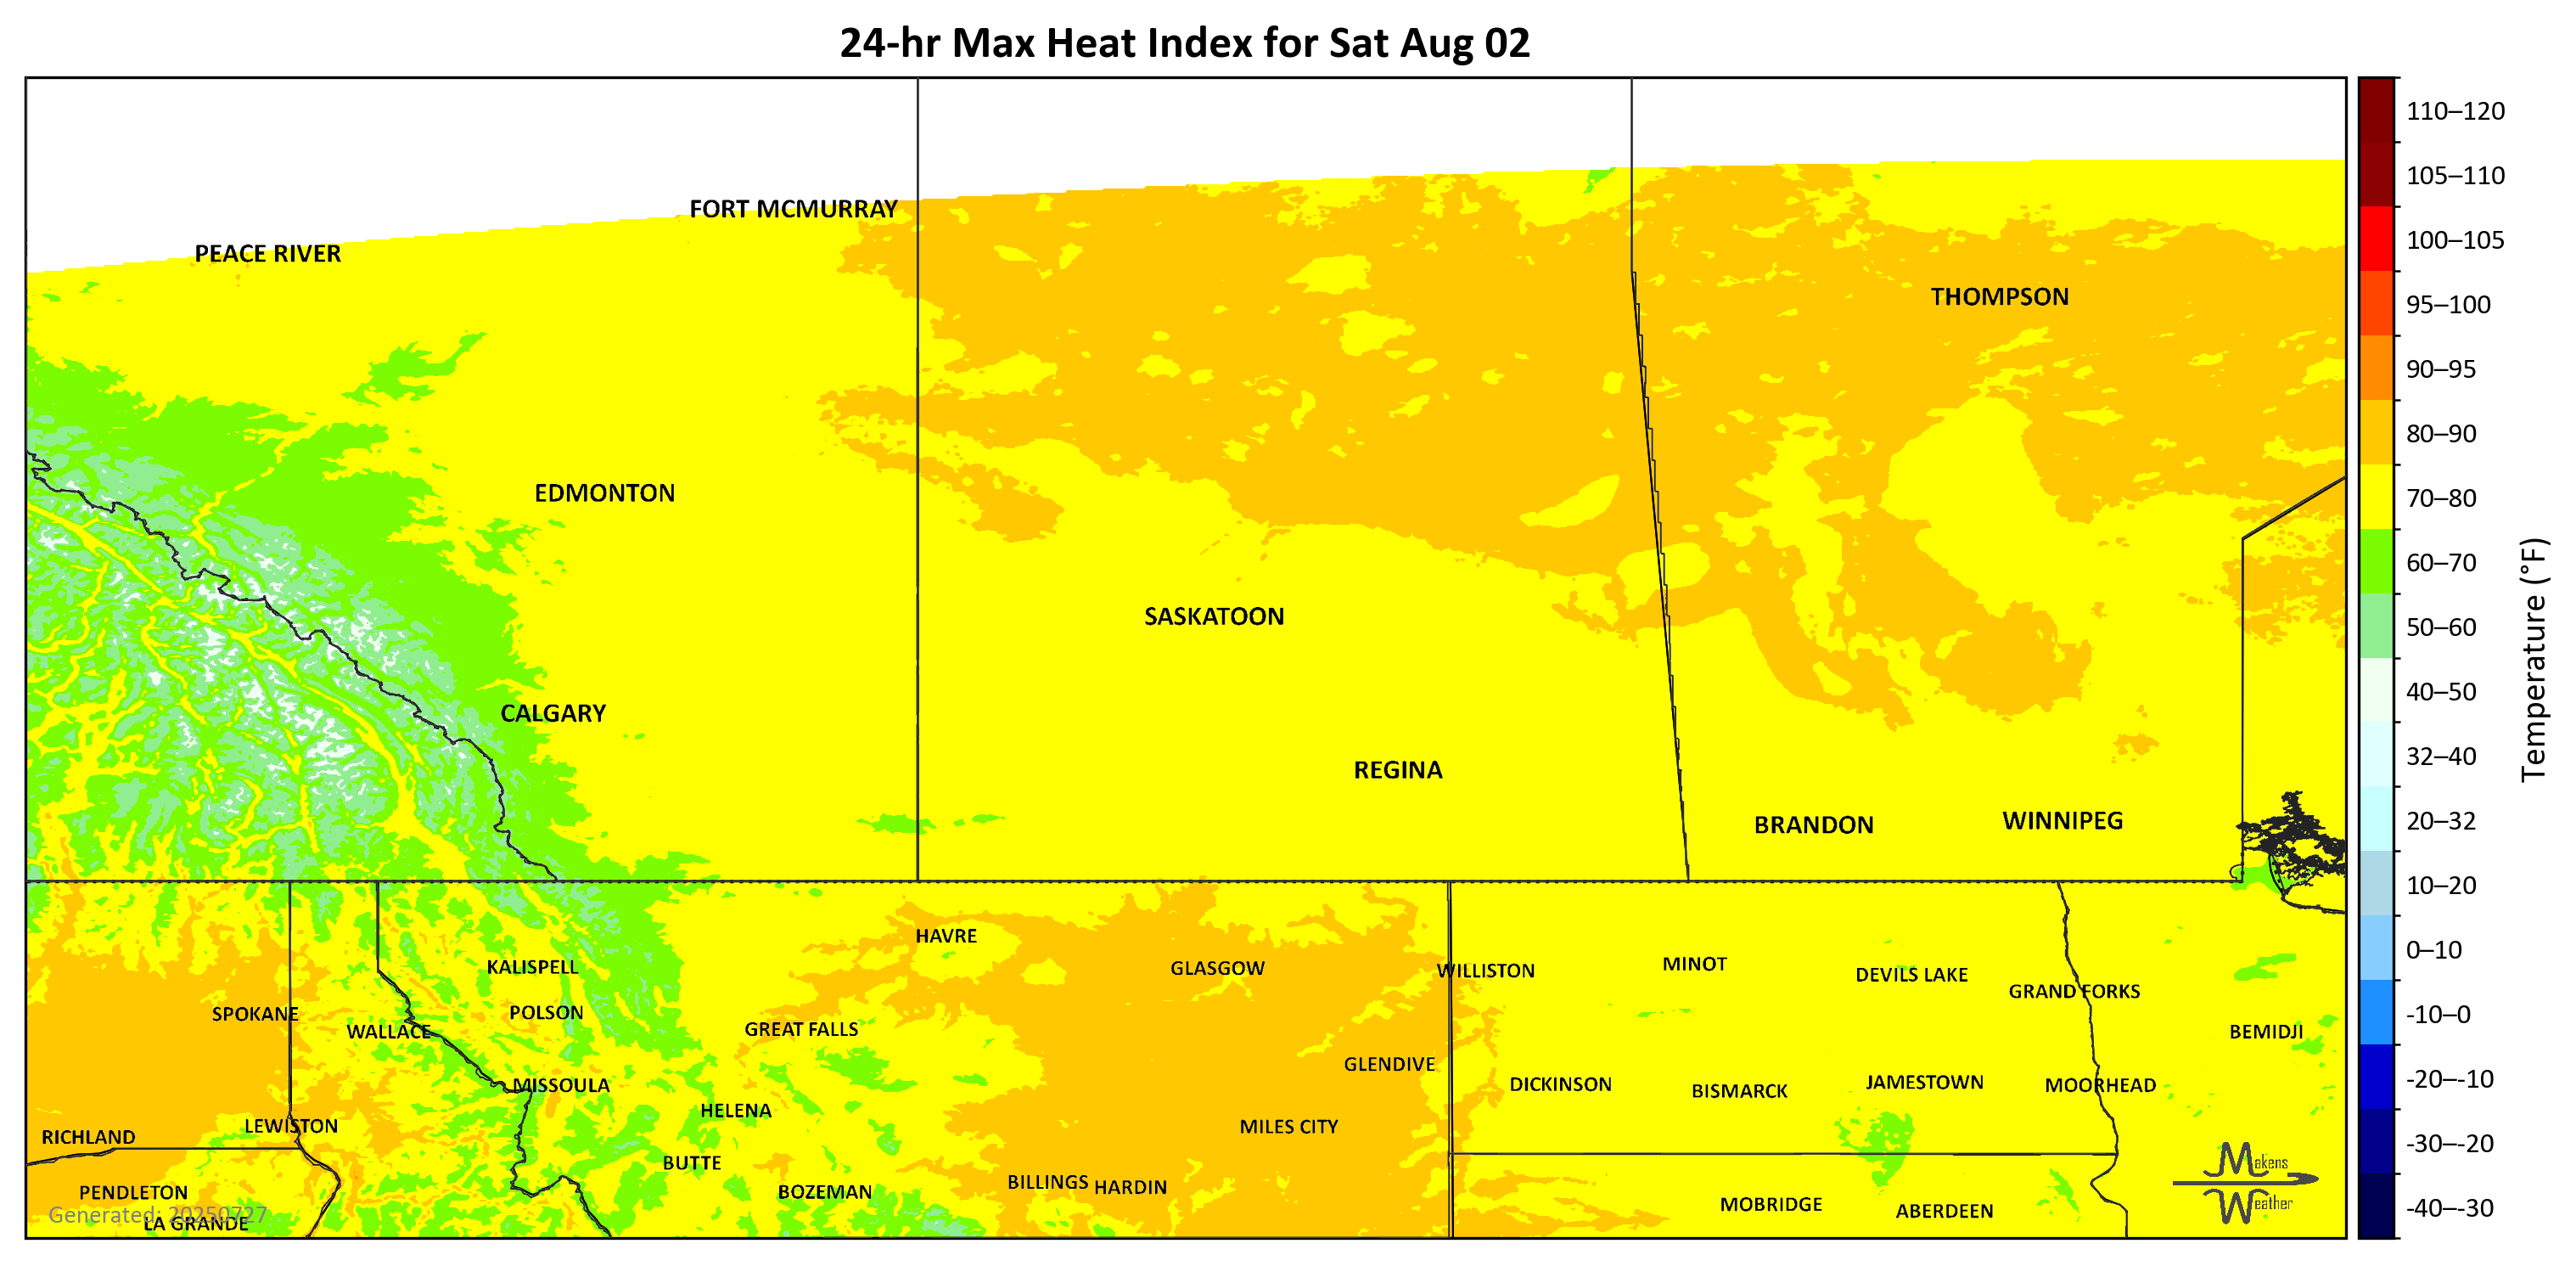 24-hr Max Heat Index for Sat Aug 02
FORT MCMURRAY
PEACE RIVER
THOMPSON
EDMONTON
SASKATOON
CALGARY
REGINA
BRANDON
WINNIPEG
HAVRE
KALISPELL
GLASGOW
WILLISTON
MINOT
DEVILS LAKE
GRAND FORKS
SPOKANE
POLSON
WALLACE
GREAT FALLS
BEMIDJI
GLENDIVE
MISSOULA
DICKINSON
BISMARCK
JAMESTOWN
MOORHEAD
HELENA
LEWISTON
MILES CITY
RICHLAND
BUTTE
BILLINGS
HARDIN
PENDLETON
BOZEMAN
MOBRIDGE
ABERDEEN
LA GRANDE
Generated: 20250727
Makens
Weather
110–120
105–110
100–105
95–100
90–95
80–90
70–80
60–70
50–60
40–50
32–40
20–32
10–20
0–10
-10–0
-20–-10
-30–-20
-40–-30
Temperature (°F)